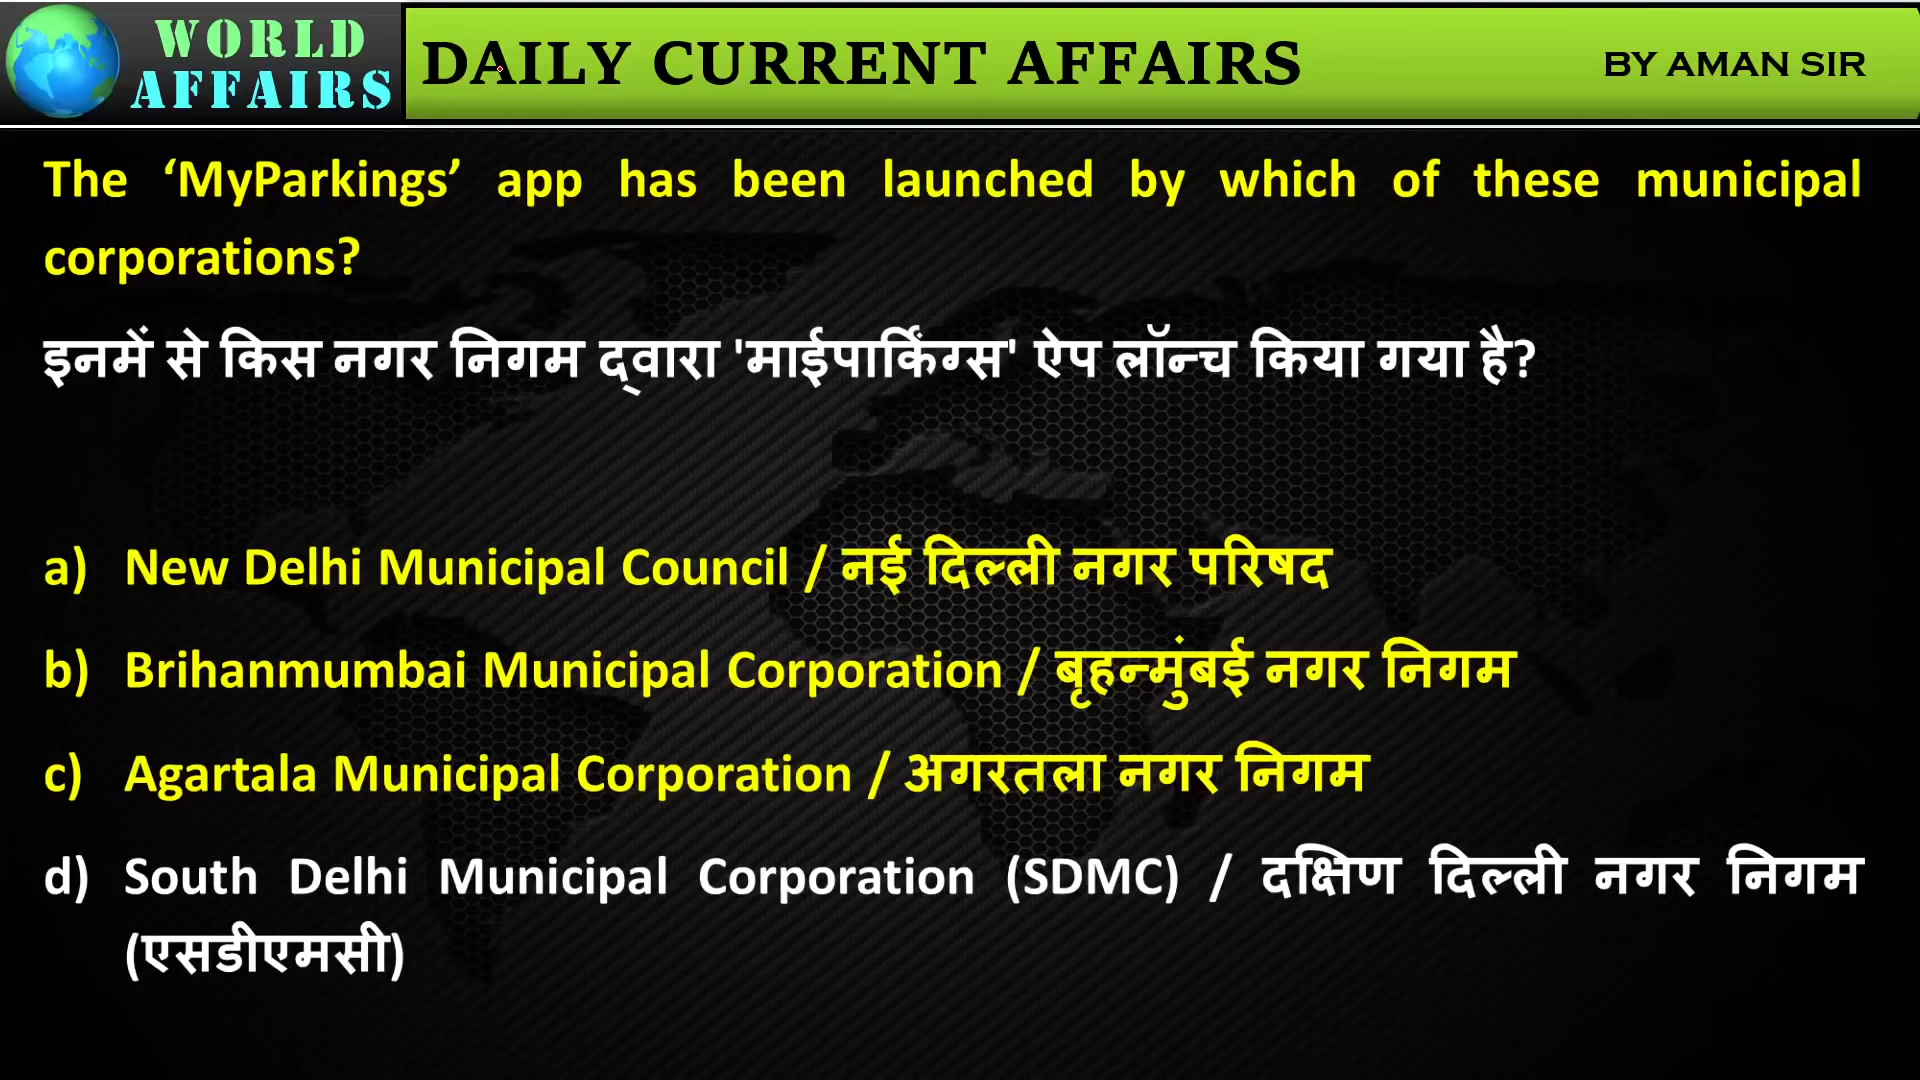 WORLD
AFFAIRS
DAILY CURRENT AFFAIRS
BY AMAN SIR
The ‘MyParkings’ app has been launched by which of these municipal
corporations?
इनमें से किस नगर निगम द्वारा 'माईपार्किंग्स' ऐप लॉन्च किया गया है?
a) New Delhi Municipal Council / नई दिल्ली नगर परिषद
b) Brihanmumbai Municipal Corporation / बृहन्मुंबई नगर निगम
c) Agartala Municipal Corporation / अगरतला नगर निगम
d) South Delhi Municipal Corporation (SDMC) / दक्षिण दिल्ली नगर निगम
(एसडीएमसी)